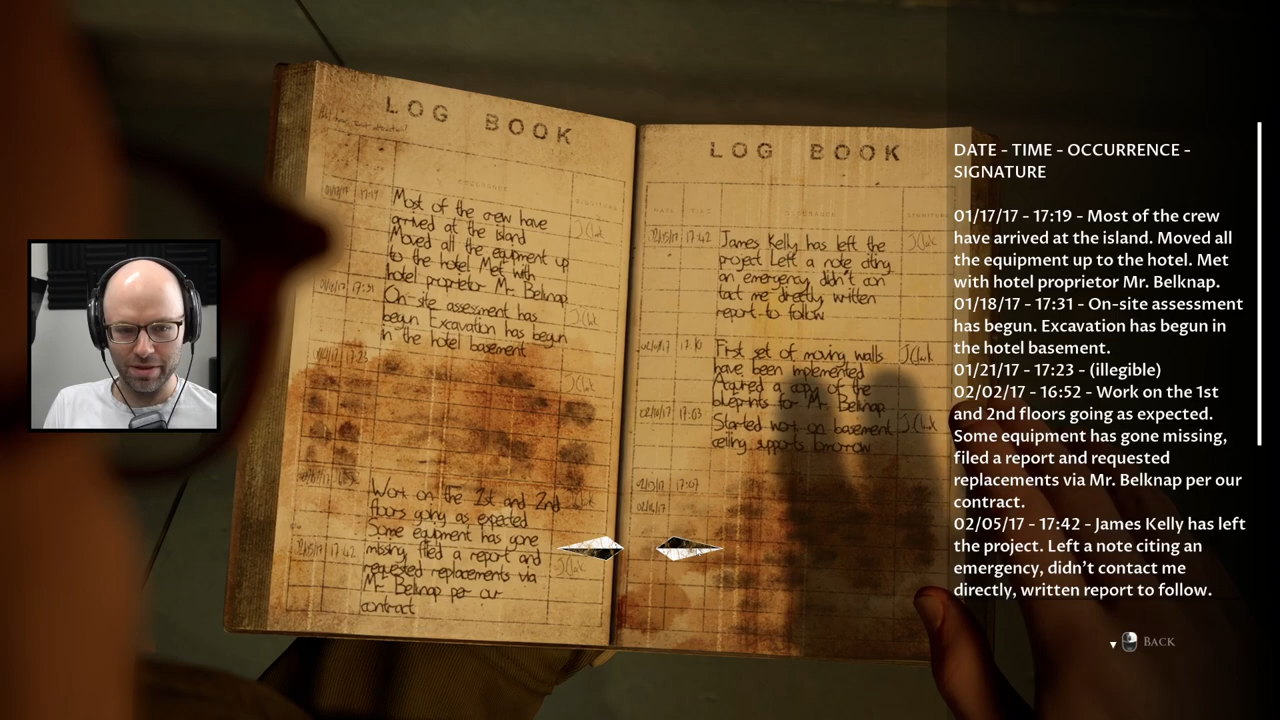 LOG BOOK
01/17/17 17:19
Most of the crew have
arrived at the island
Moved all the equipment up
to the hotel Met with
hotel proprietor Mr. Belknap
17:31
On-site assessment has
begun Excavation has begun
in the hotel basement
17:23
Work on the 1st and 2nd
floors going as expected
Some equipment has gone
02/05/17 17:42
missing, filed a report and
requested replacements via
Mr. Belknap per our
contract
LOG BOOK
DATE
02/05/17 17:42
James Kelly has left the
project Left a note citing
an emergency, didn't con
tact me directly, written
report to follow
First set of moving walls
have been implemented
a copy of the
blueprints for Mr. Belknap
17:03
Started work on basement
ceiling supports tomorrow
17:07
DATE - TIME - OCCURRENCE -
SIGNATURE
01/17/17 - 17:19 - Most of the crew
have arrived at the island. Moved all
the equipment up to the hotel. Met
with hotel proprietor Mr. Belknap.
01/18/17 - 17:31 - On-site assessment
has begun. Excavation has begun in
the hotel basement.
01/21/17 - 17:23 - (illegible)
02/02/17 - 16:52 - Work on the 1st
and 2nd floors going as expected.
Some equipment has gone missing,
filed a report and requested
replacements via Mr. Belknap per our
contract.
02/05/17 - 17:42 - James Kelly has left
the project. Left a note citing an
emergency, didn't contact me
directly, written report to follow.
BACK